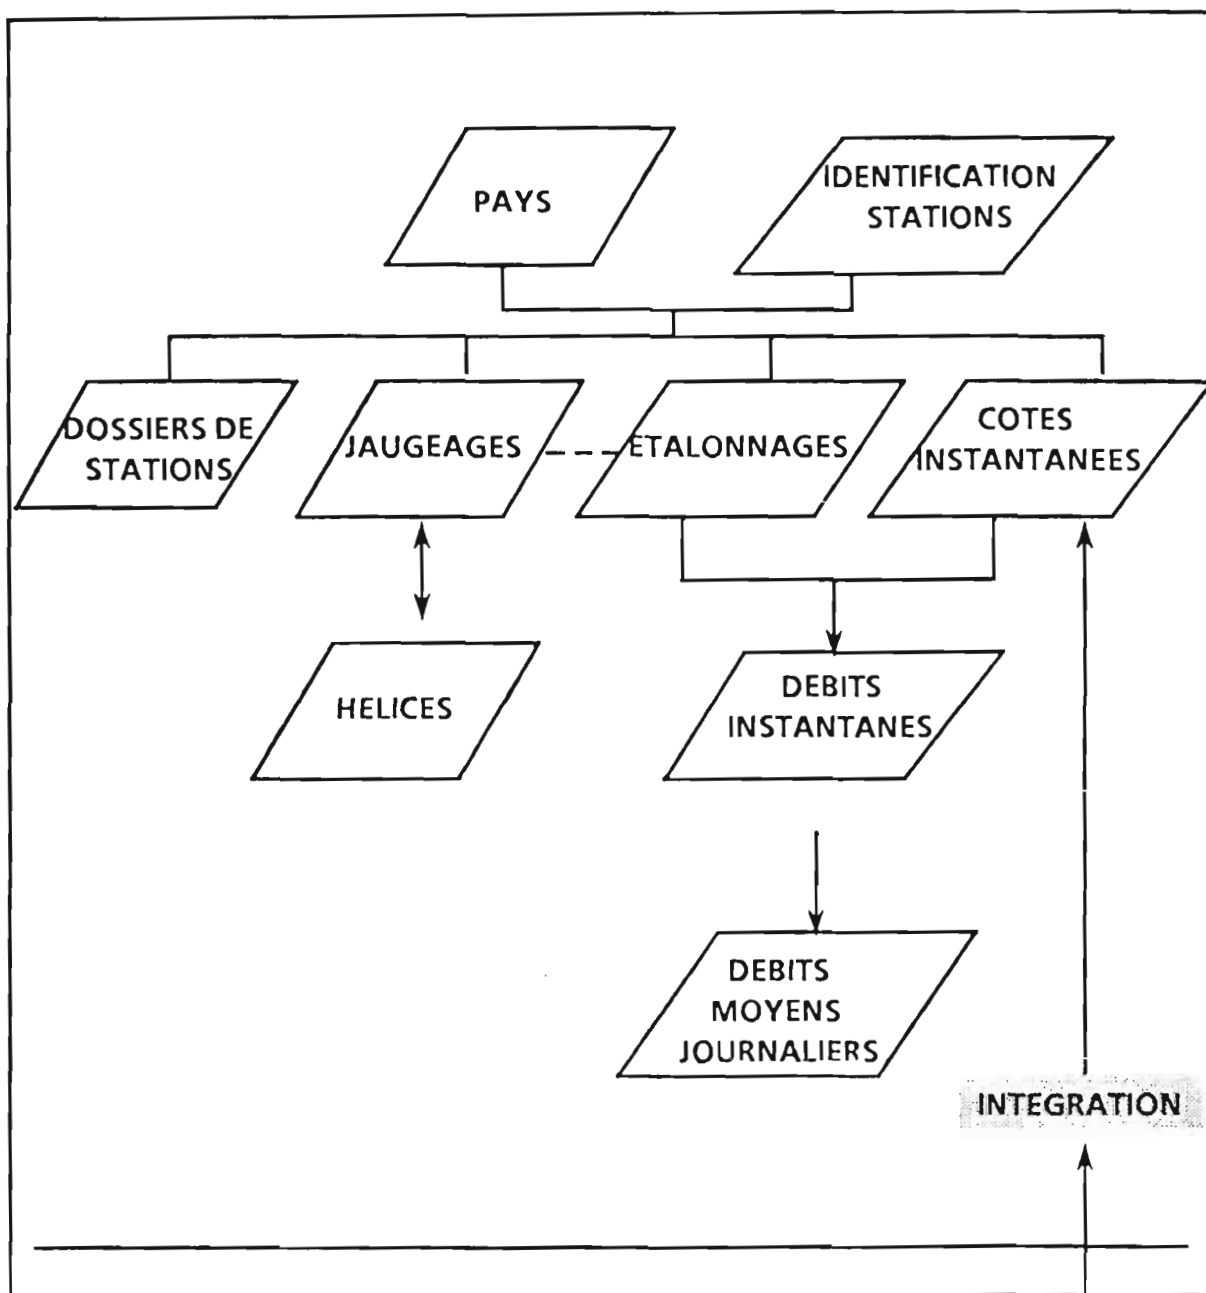 PAYS
IDENTIFICATION
STATIONS
DOSSIERS DE
STATIONS
JAUGEAGES
ETALONNAGES
COTES
INSTANTANEES
HELICES
DEBITS
INSTANTANES
DEBITS
MOYENS
JOURNALIERS
INTEGRATION